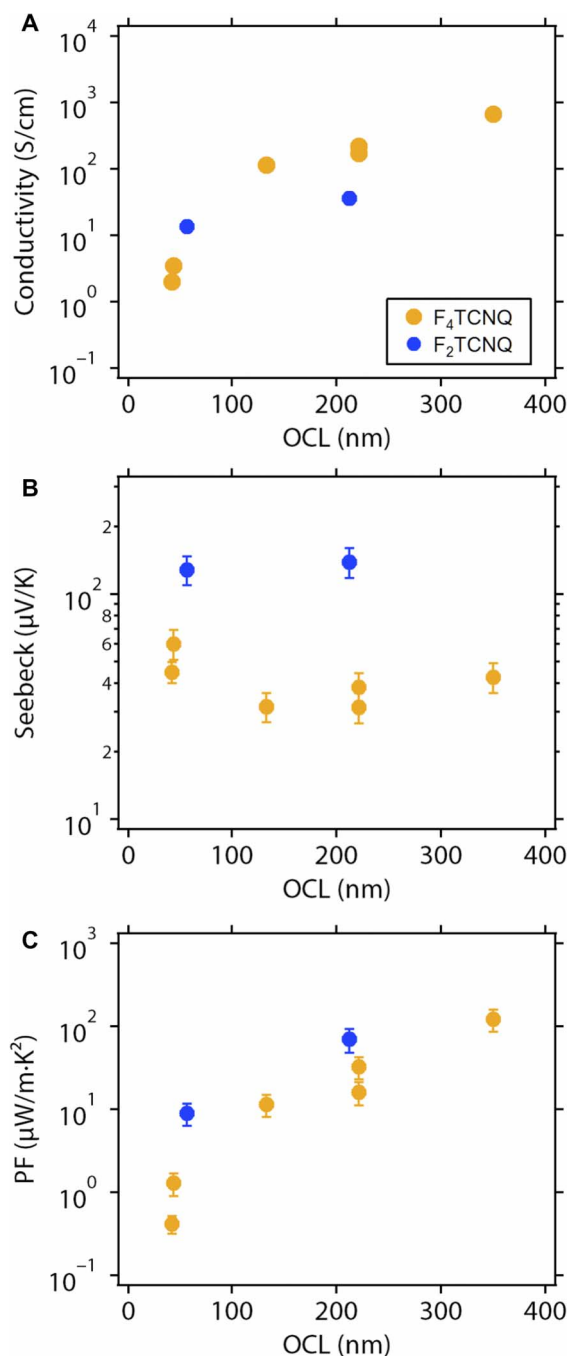 A
Conductivity (S/cm)
10⁴
10³
10²
10¹
10⁰
10⁻¹
F₄TCNQ
F₂TCNQ
0 100 200 300 400
OCL (nm)
B
Seebeck (μV/K)
2
10²
8
6
4
2
10¹
0 100 200 300 400
OCL (nm)
C
PF (μW/m·K²)
10³
10²
10¹
10⁰
10⁻¹
0 100 200 300 400
OCL (nm)